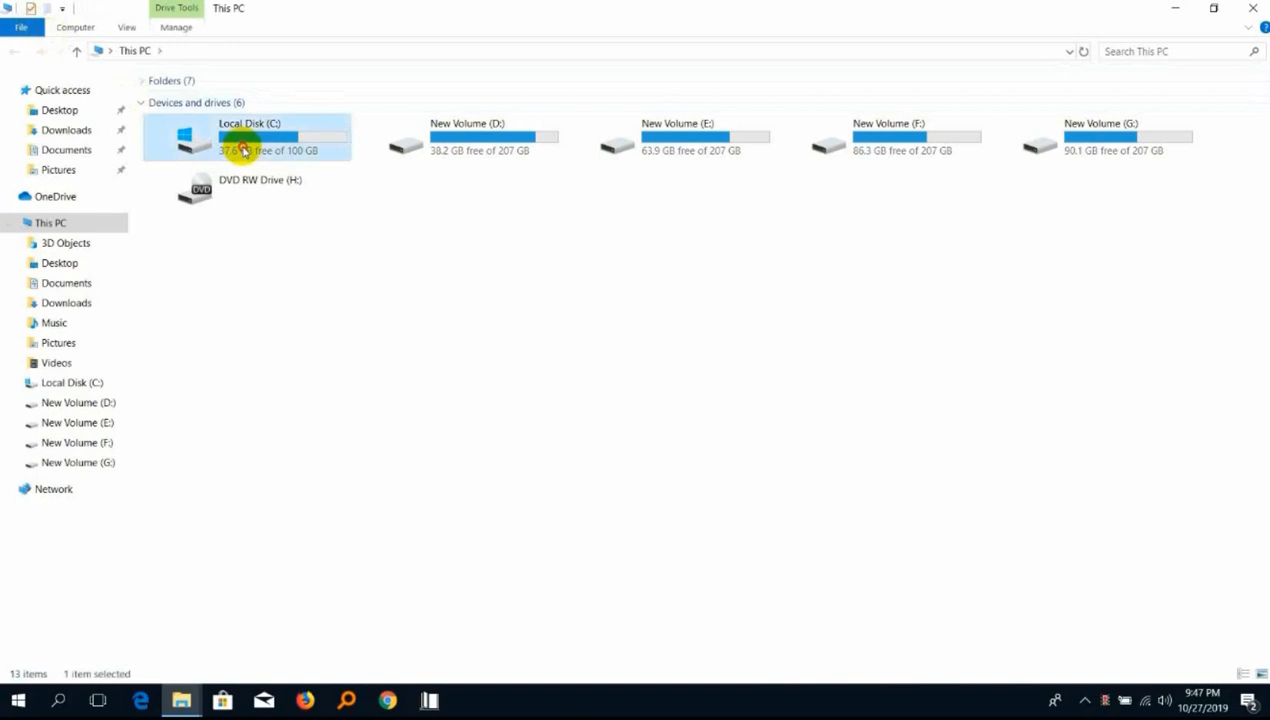 Drive Tools
This PC
File
Computer
View
Manage
This PC
Search This PC
Quick access
Desktop
Downloads
Documents
Pictures
OneDrive
This PC
3D Objects
Desktop
Documents
Downloads
Music
Pictures
Videos
Local Disk (C:)
New Volume (D:)
New Volume (E:)
New Volume (F:)
New Volume (G:)
Network
Folders (7)
Devices and drives (6)
Local Disk (C:)
free of 100 GB
New Volume (D:)
38.2 GB free of 207 GB
New Volume (E:)
63.9 GB free of 207 GB
New Volume (F:)
86.3 GB free of 207 GB
New Volume (G:)
90.1 GB free of 207 GB
DVD
DVD RW Drive (H:)
13 items
1 item selected
9:47 PM
10/27/2019
2